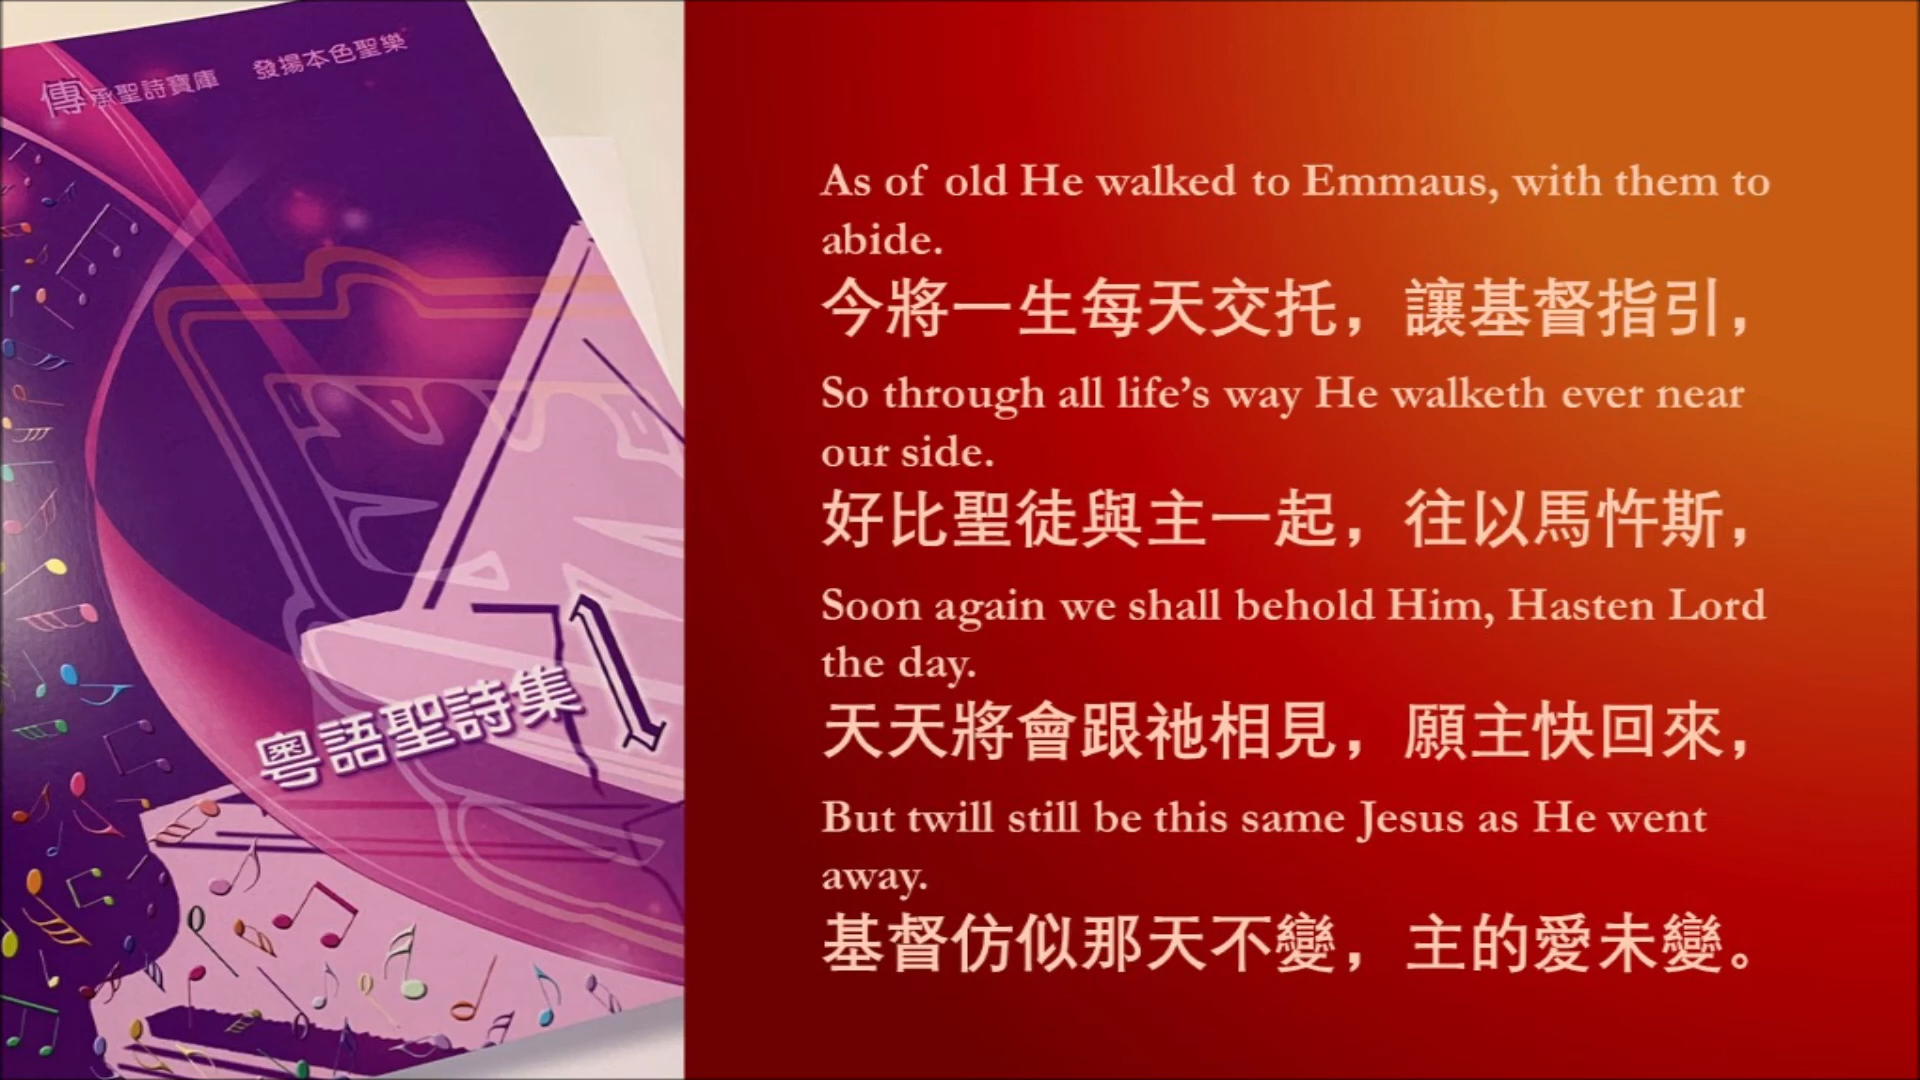 傳承聖詩寶庫 發揚本色聖樂
粵語聖詩集
1
As of old He walked to Emmaus, with them to
abide.
今將一生每天交托，讓基督指引，
So through all life’s way He walketh ever near
our side.
好比聖徒與主一起，往以馬忤斯，
Soon again we shall behold Him, Hasten Lord
the day.
天天將會跟祂相見，願主快回來，
But twill still be this same Jesus as He went
away.
基督仿似那天不變，主的愛未變。